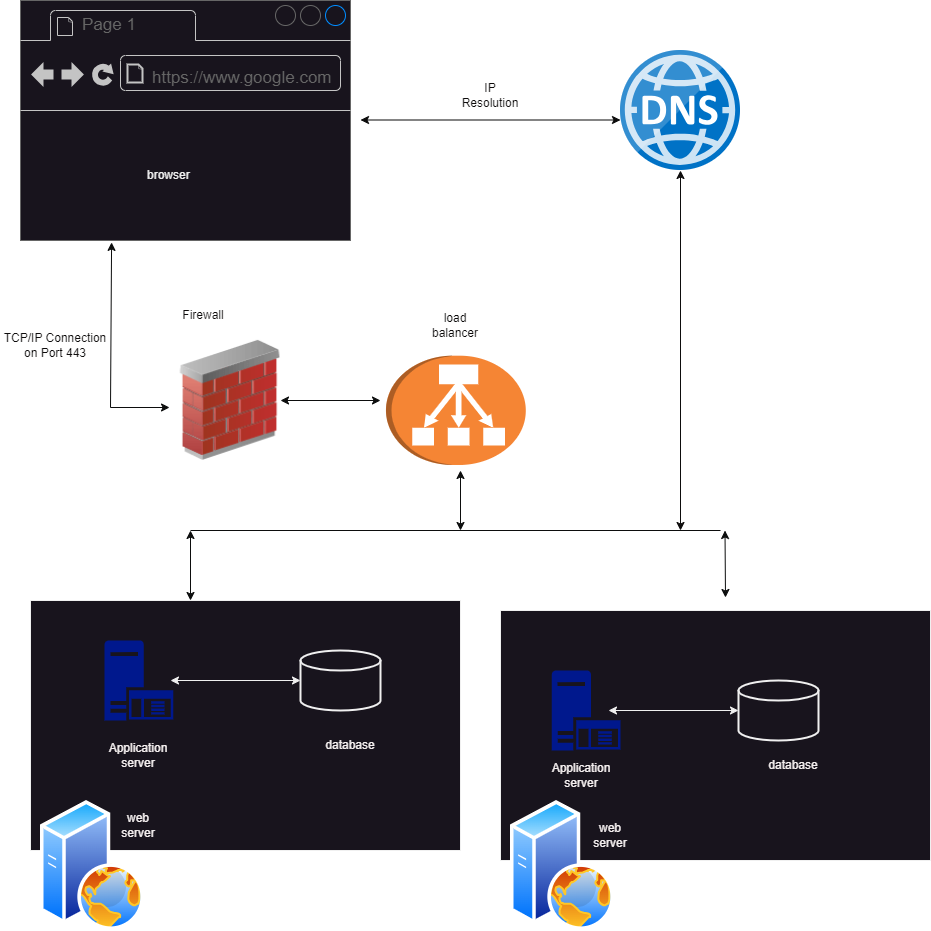 Page 1
https://www.google.com
browser
IP
Resolution
DNS
TCP/IP Connection
on Port 443
Firewall
load
balancer
Application
server
database
web
server
Application
server
database
web
server